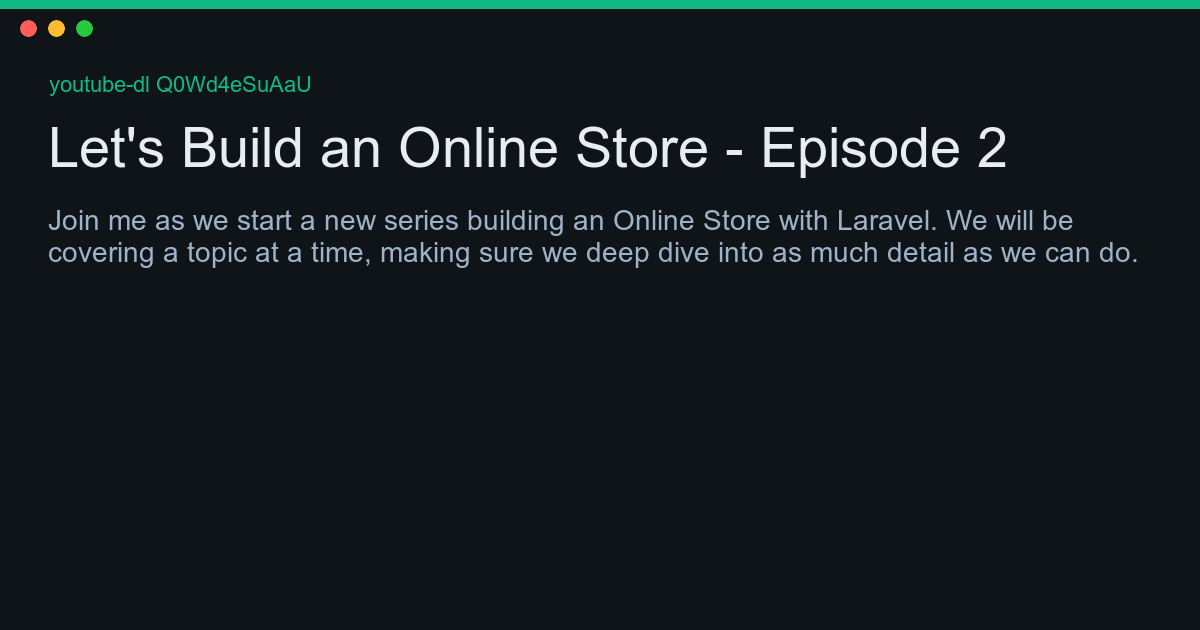 youtube-dl Q0Wd4eSuAaU
Let's Build an Online Store - Episode 2
Join me as we start a new series building an Online Store with Laravel. We will be
covering a topic at a time, making sure we deep dive into as much detail as we can do.